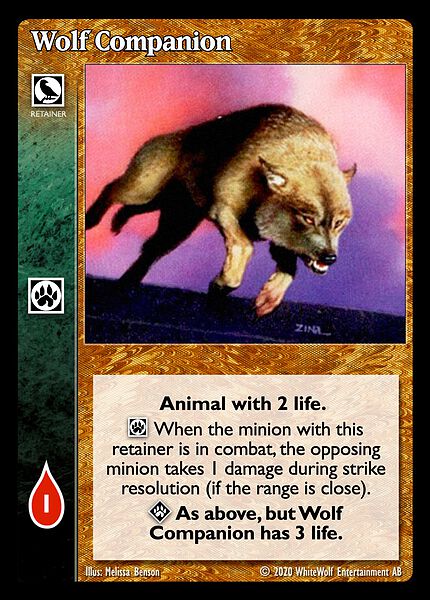 Wolf Companion
RETAINER
ZINA
Animal with 2 life.
When the minion with this
retainer is in combat, the opposing
minion takes 1 damage during strike
resolution (if the range is close).
As above, but Wolf
Companion has 3 life.
1
Illus: Melissa Benson
© 2020 WhiteWolf Entertainment AB